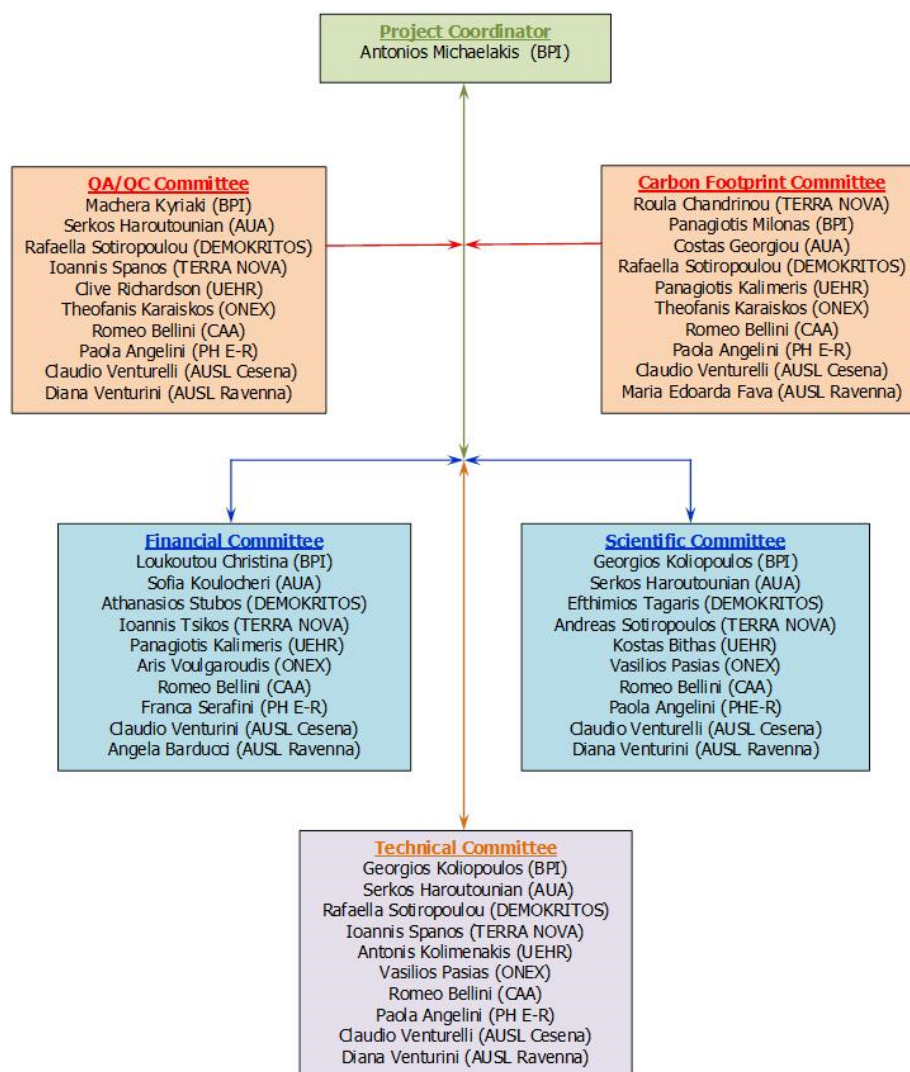 Project Coordinator
Antonios Michaelakis (BPI)
QA/QC Committee
Machera Kyriaki (BPI)
Serkos Haroutounian (AUA)
Rafaella Sotiropoulou (DEMOKRITOS)
Ioannis Spanos (TERRA NOVA)
Clive Richardson (UEHR)
Theofanis Karaiskos (ONEX)
Romeo Bellini (CAA)
Paola Angelini (PH E-R)
Claudio Venturelli (AUSL Cesena)
Diana Venturini (AUSL Ravenna)
Carbon Footprint Committee
Roula Chandrinou (TERRA NOVA)
Panagiotis Milonas (BPI)
Costas Georgiou (AUA)
Rafaella Sotiropoulou (DEMOKRITOS)
Panagiotis Kalimeris (UEHR)
Theofanis Karaiskos (ONEX)
Romeo Bellini (CAA)
Paola Angelini (PH E-R)
Claudio Venturelli (AUSL Cesena)
Maria Edoarda Fava (AUSL Ravenna)
Financial Committee
Loukoutou Christina (BPI)
Sofia Koulocheri (AUA)
Athanasios Stubos (DEMOKRITOS)
Ioannis Tsikos (TERRA NOVA)
Panagiotis Kalimeris (UEHR)
Aris Voulgaroudis (ONEX)
Romeo Bellini (CAA)
Franca Serafini (PH E-R)
Claudio Venturini (AUSL Cesena)
Angela Barducci (AUSL Ravenna)
Scientific Committee
Georgios Koliopoulos (BPI)
Serkos Haroutounian (AUA)
Efthimios Tagaris (DEMOKRITOS)
Andreas Sotiropoulos (TERRA NOVA)
Kostas Bithas (UEHR)
Vasilios Pasias (ONEX)
Romeo Bellini (CAA)
Paola Angelini (PHE-R)
Claudio Venturelli (AUSL Cesena)
Diana Venturini (AUSL Ravenna)
Technical Committee
Georgios Koliopoulos (BPI)
Serkos Haroutounian (AUA)
Rafaella Sotiropoulou (DEMOKRITOS)
Ioannis Spanos (TERRA NOVA)
Antonis Kolimenakis (UEHR)
Vasilios Pasias (ONEX)
Romeo Bellini (CAA)
Paola Angelini (PH E-R)
Claudio Venturelli (AUSL Cesena)
Diana Venturini (AUSL Ravenna)